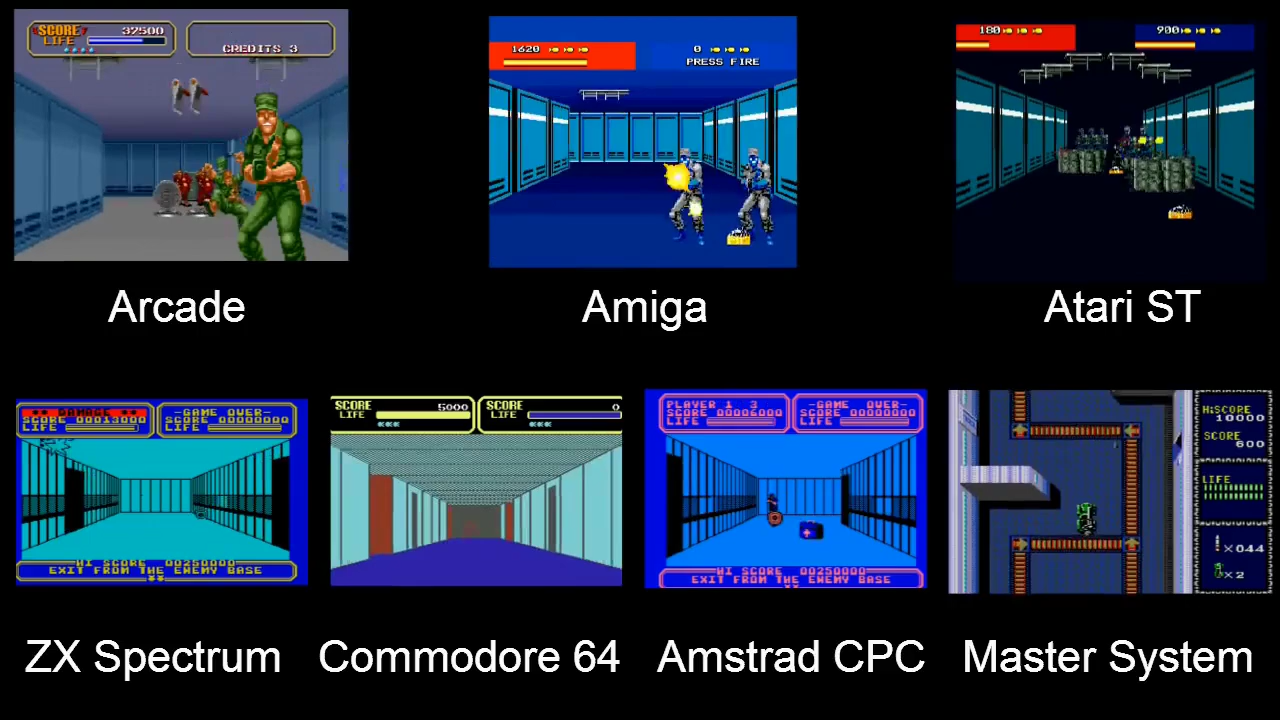 SCORE 37500
LIFE
CREDITS 3
1620
0
PRESS FIRE
180
900
Arcade
Amiga
Atari ST
** DAMAGE **
SCORE 00013000
LIFE
-GAME OVER-
SCORE 00000000
LIFE
HI SCORE 00250000
EXIT FROM THE ENEMY BASE
SCORE 5000
LIFE
SCORE 0
LIFE
PLAYER 1 3
SCORE 00006000
LIFE
-GAME OVER-
SCORE 00000000
LIFE
HI SCORE 00250000
EXIT FROM THE ENEMY BASE
HiSCORE
10000
SCORE
600
LIFE
×044
×2
ZX Spectrum
Commodore 64
Amstrad CPC
Master System